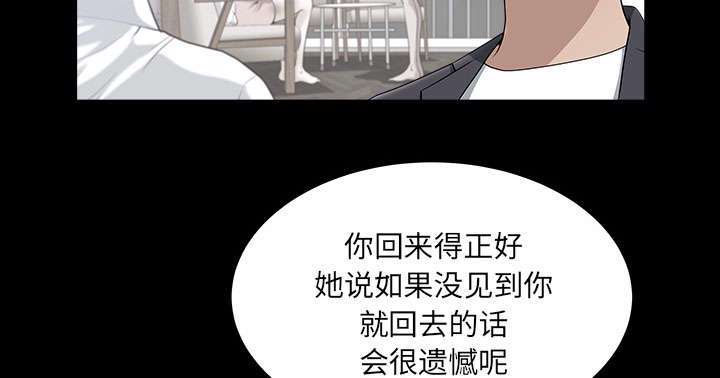 你回来得正好
她说如果没见到你
就回去的话
会很遗憾呢